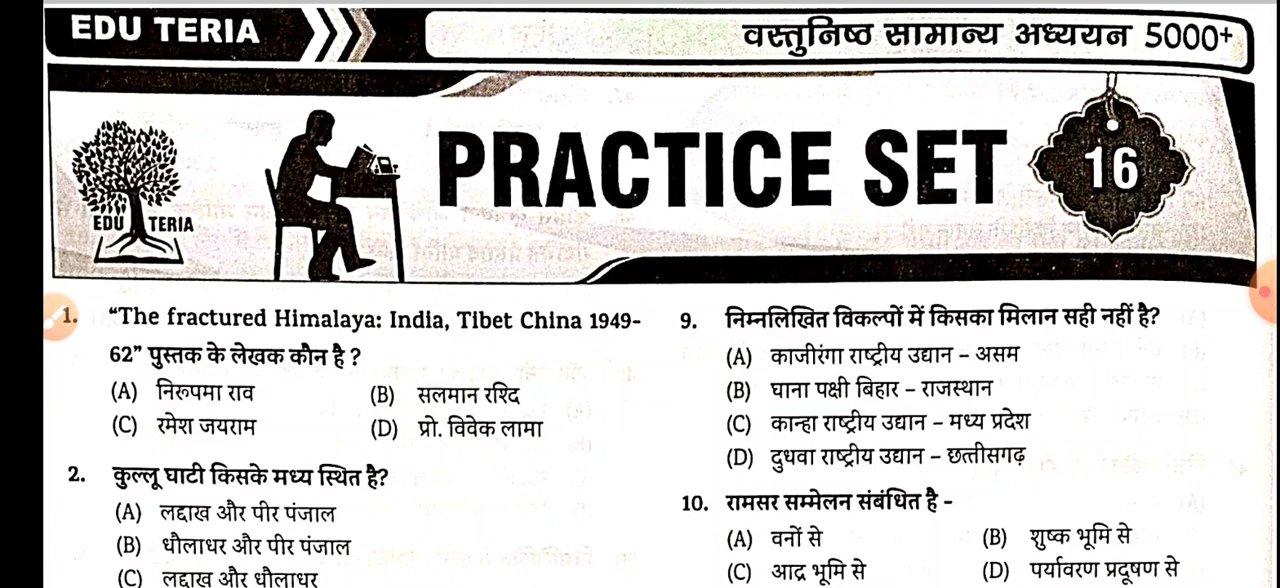 EDU TERIA
वस्तुनिष्ठ सामान्य अध्ययन 5000+
EDU TERIA
PRACTICE SET
16
1. “The fractured Himalaya: India, Tibet China 1949-
62” पुस्तक के लेखक कौन है ?
(A) निरूपमा राव (B) सलमान रश्दि
(C) रमेश जयराम (D) प्रो. विवेक लामा
2. कुल्लू घाटी किसके मध्य स्थित है?
(A) लद्दाख और पीर पंजाल
(B) धौलाधर और पीर पंजाल
(C) लद्दाख और धौलाधर
9. निम्नलिखित विकल्पों में किसका मिलान सही नहीं है?
(A) काजीरंगा राष्ट्रीय उद्यान – असम
(B) घाना पक्षी बिहार – राजस्थान
(C) कान्हा राष्ट्रीय उद्यान – मध्य प्रदेश
(D) दुधवा राष्ट्रीय उद्यान – छत्तीसगढ़
10. रामसर सम्मेलन संबंधित है -
(A) वनों से (B) शुष्क भूमि से
(C) आद्र भूमि से (D) पर्यावरण प्रदूषण से